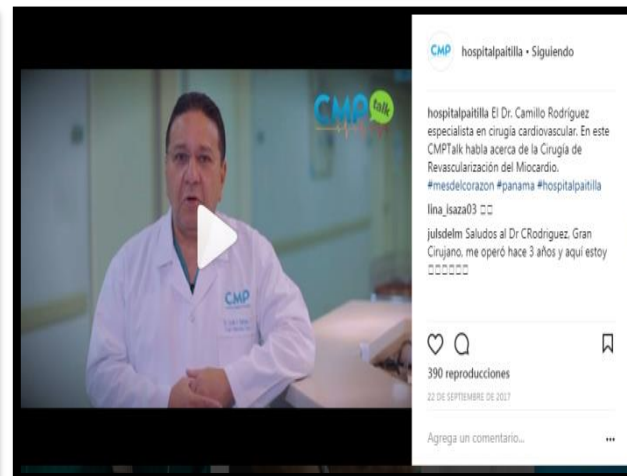 CMP talk
CMP
CMP
hospitalpaitilla • Siguiendo
hospitalpaitilla El Dr. Camillo Rodríguez
especialista en cirugía cardiovascular. En este
CMPTalk habla acerca de la Cirugía de
Revascularización del Miocardio.
#mesdelcorazon #panama #hospitalpaitilla
lina_isaza03
julsdelm Saludos al Dr CRodriguez, Gran
Cirujano, me operó hace 3 años y aquí estoy
390 reproducciones
22 DE SEPTIEMBRE DE 2017
Agrega un comentario...